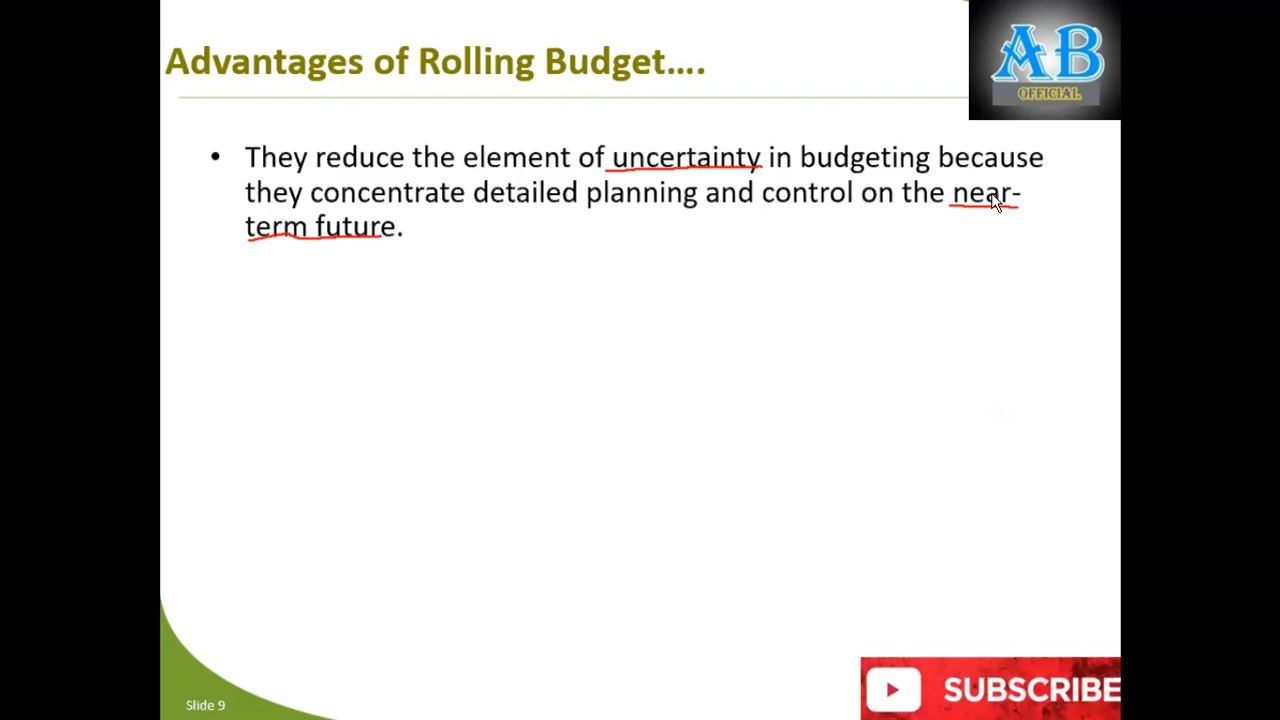 Advantages of Rolling Budget....
AB
OFFICIAL
• They reduce the element of uncertainty in budgeting because
they concentrate detailed planning and control on the near-
term future.
Slide 9
SUBSCRIBE